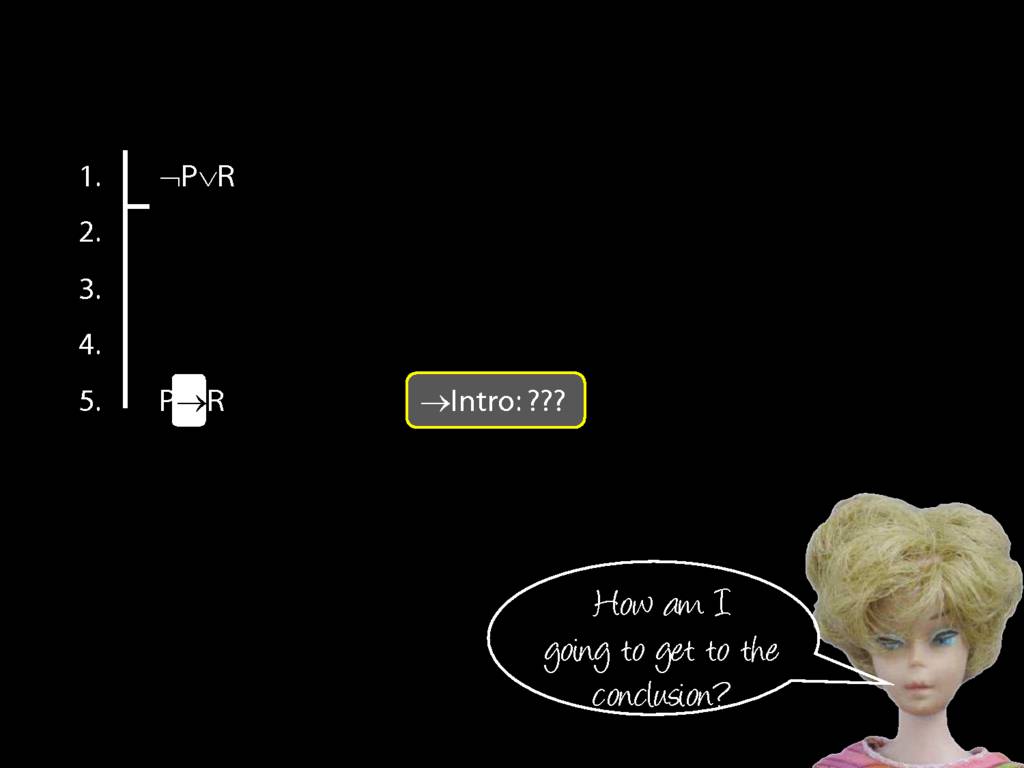 1. ¬P∨R
2.
3.
4.
5. P→R →Intro: ???
How am I
going to get to the
conclusion?